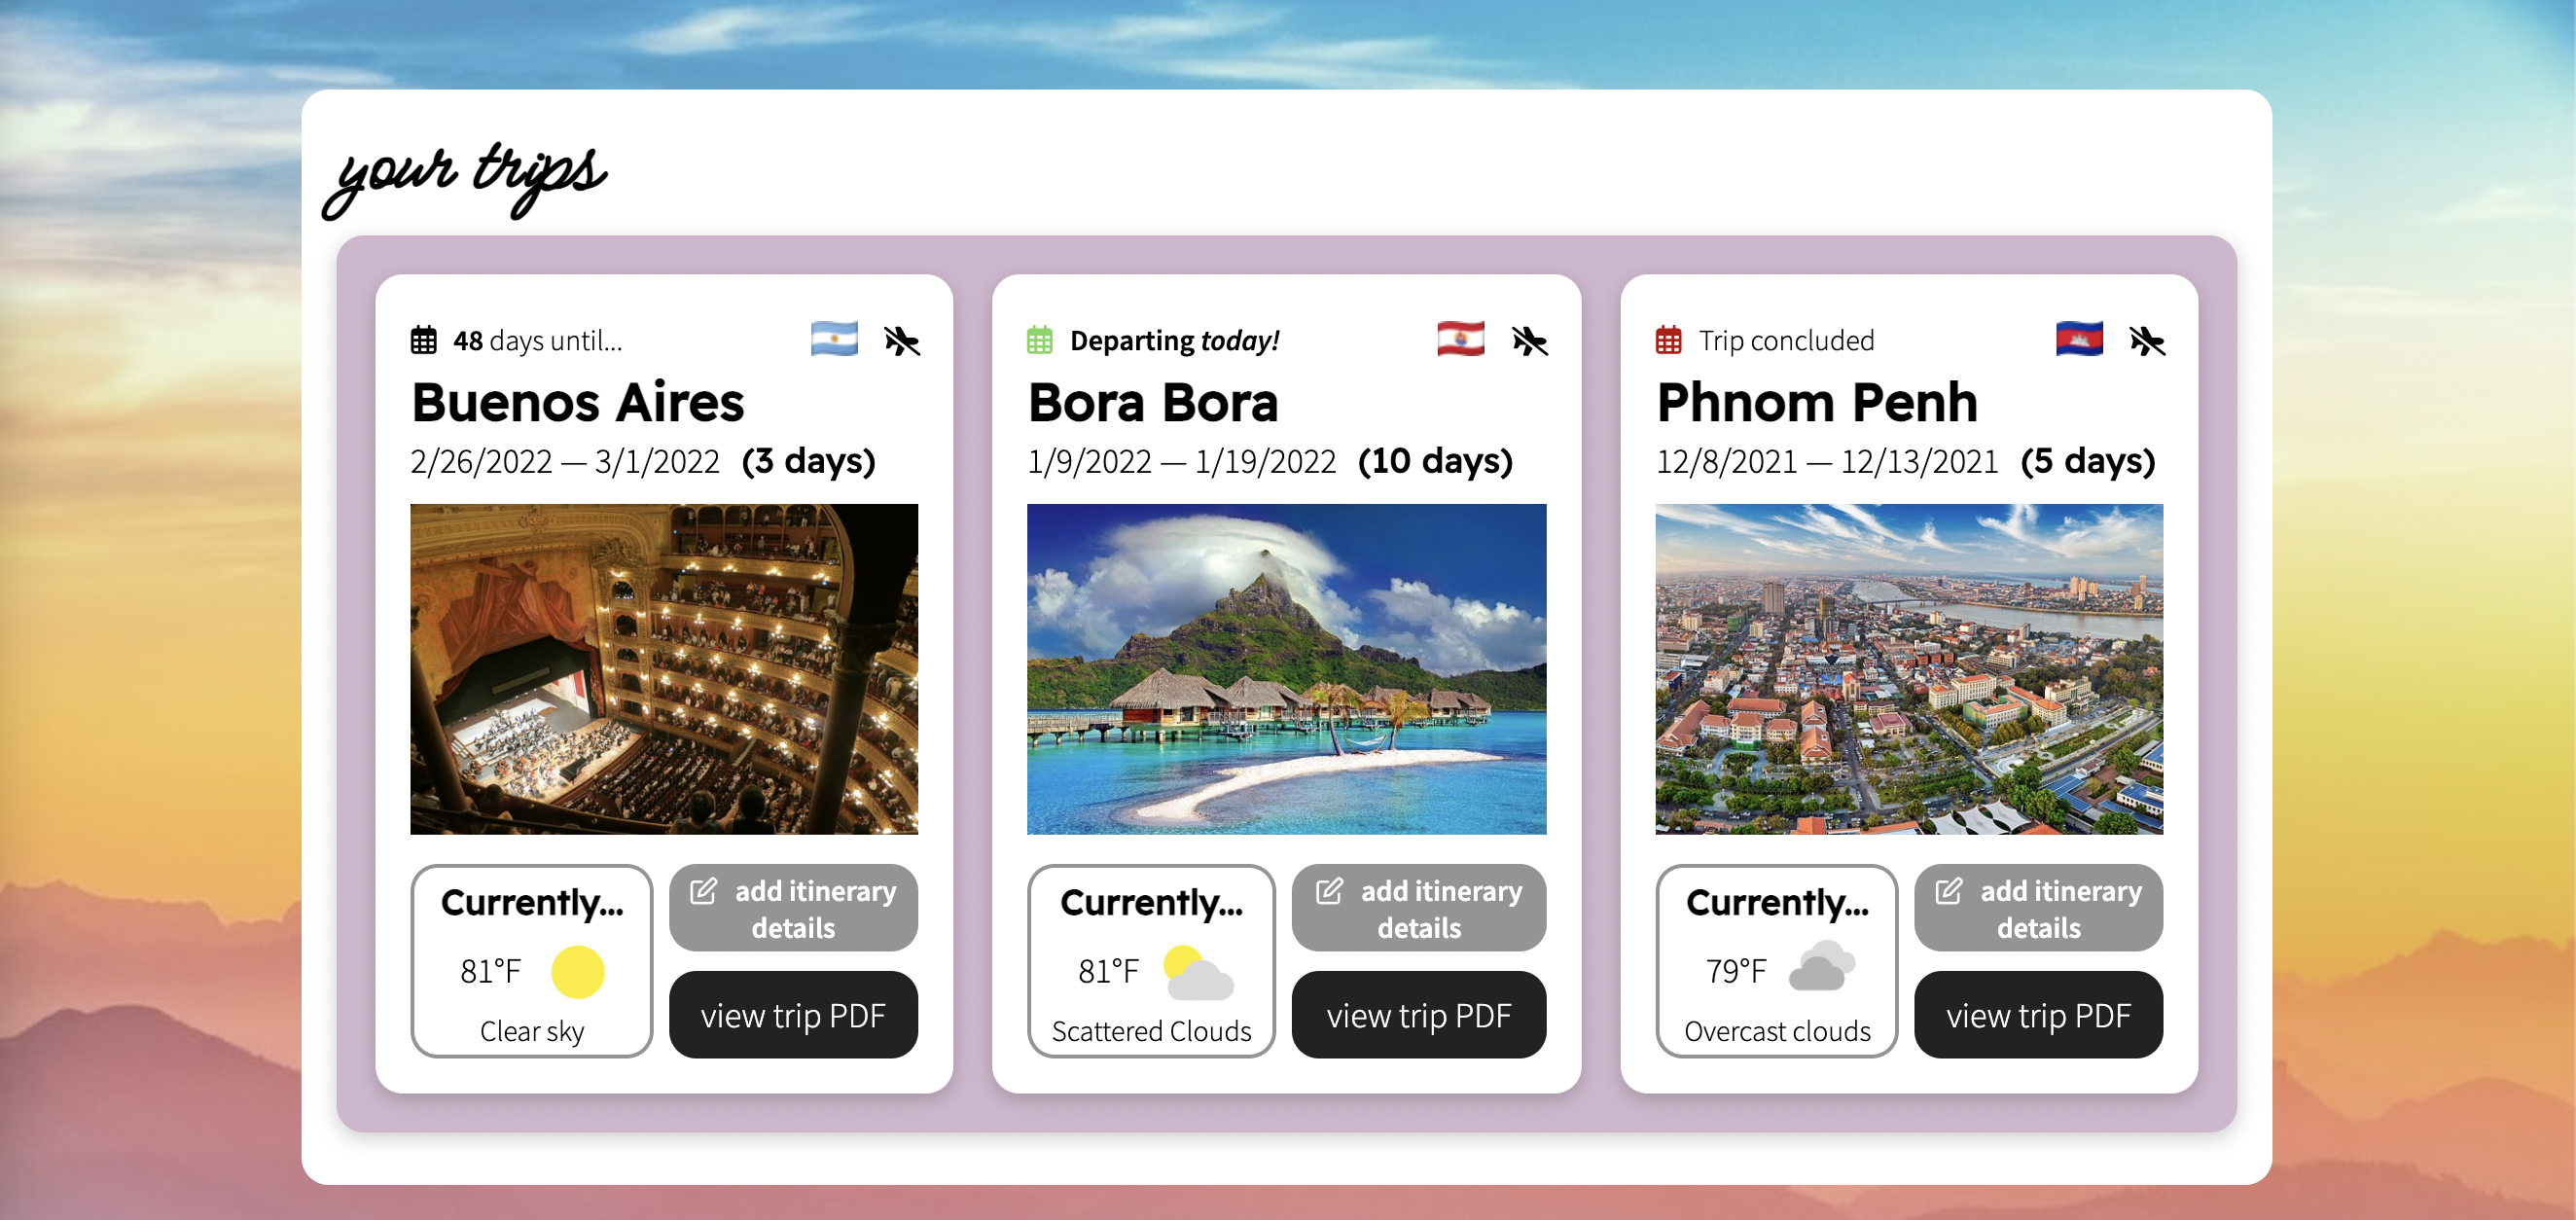 your trips
48 days until...
Buenos Aires
2/26/2022 — 3/1/2022 (3 days)
Currently...
81°F
Clear sky
add itinerary
details
view trip PDF
Departing today!
Bora Bora
1/9/2022 — 1/19/2022 (10 days)
Currently...
81°F
Scattered Clouds
add itinerary
details
view trip PDF
Trip concluded
Phnom Penh
12/8/2021 — 12/13/2021 (5 days)
Currently...
79°F
Overcast clouds
add itinerary
details
view trip PDF